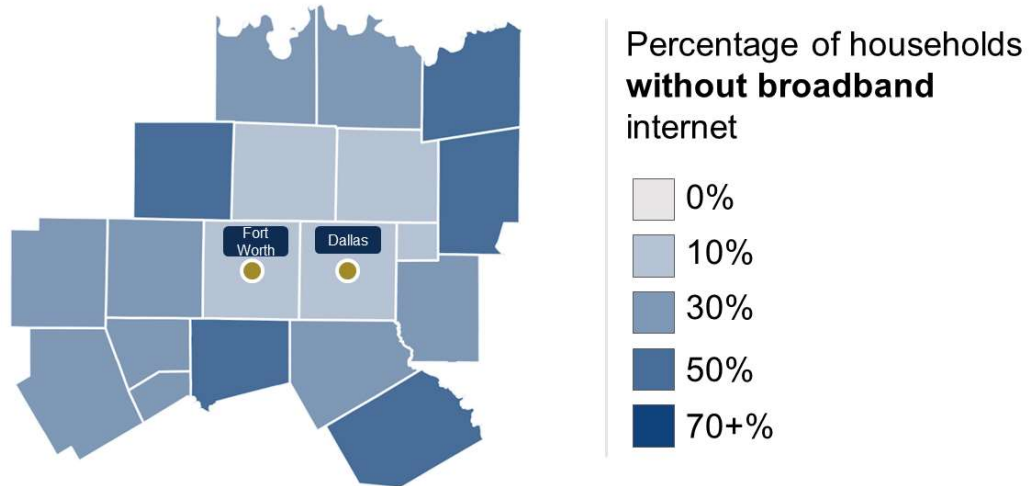 Fort
Worth
Dallas
Percentage of households
without broadband
internet
0%
10%
30%
50%
70+%